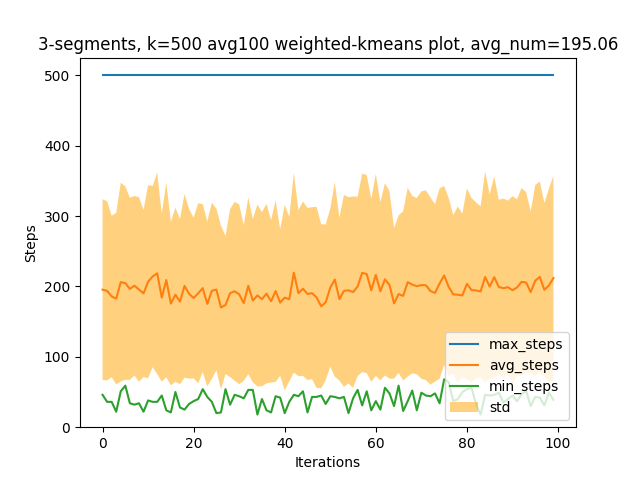 3-segments, k=500 avg100 weighted-kmeans plot, avg_num=195.06
500
400
300
200
100
0
Steps
max_steps
avg_steps
min_steps
std
0 20 40 60 80 100
Iterations